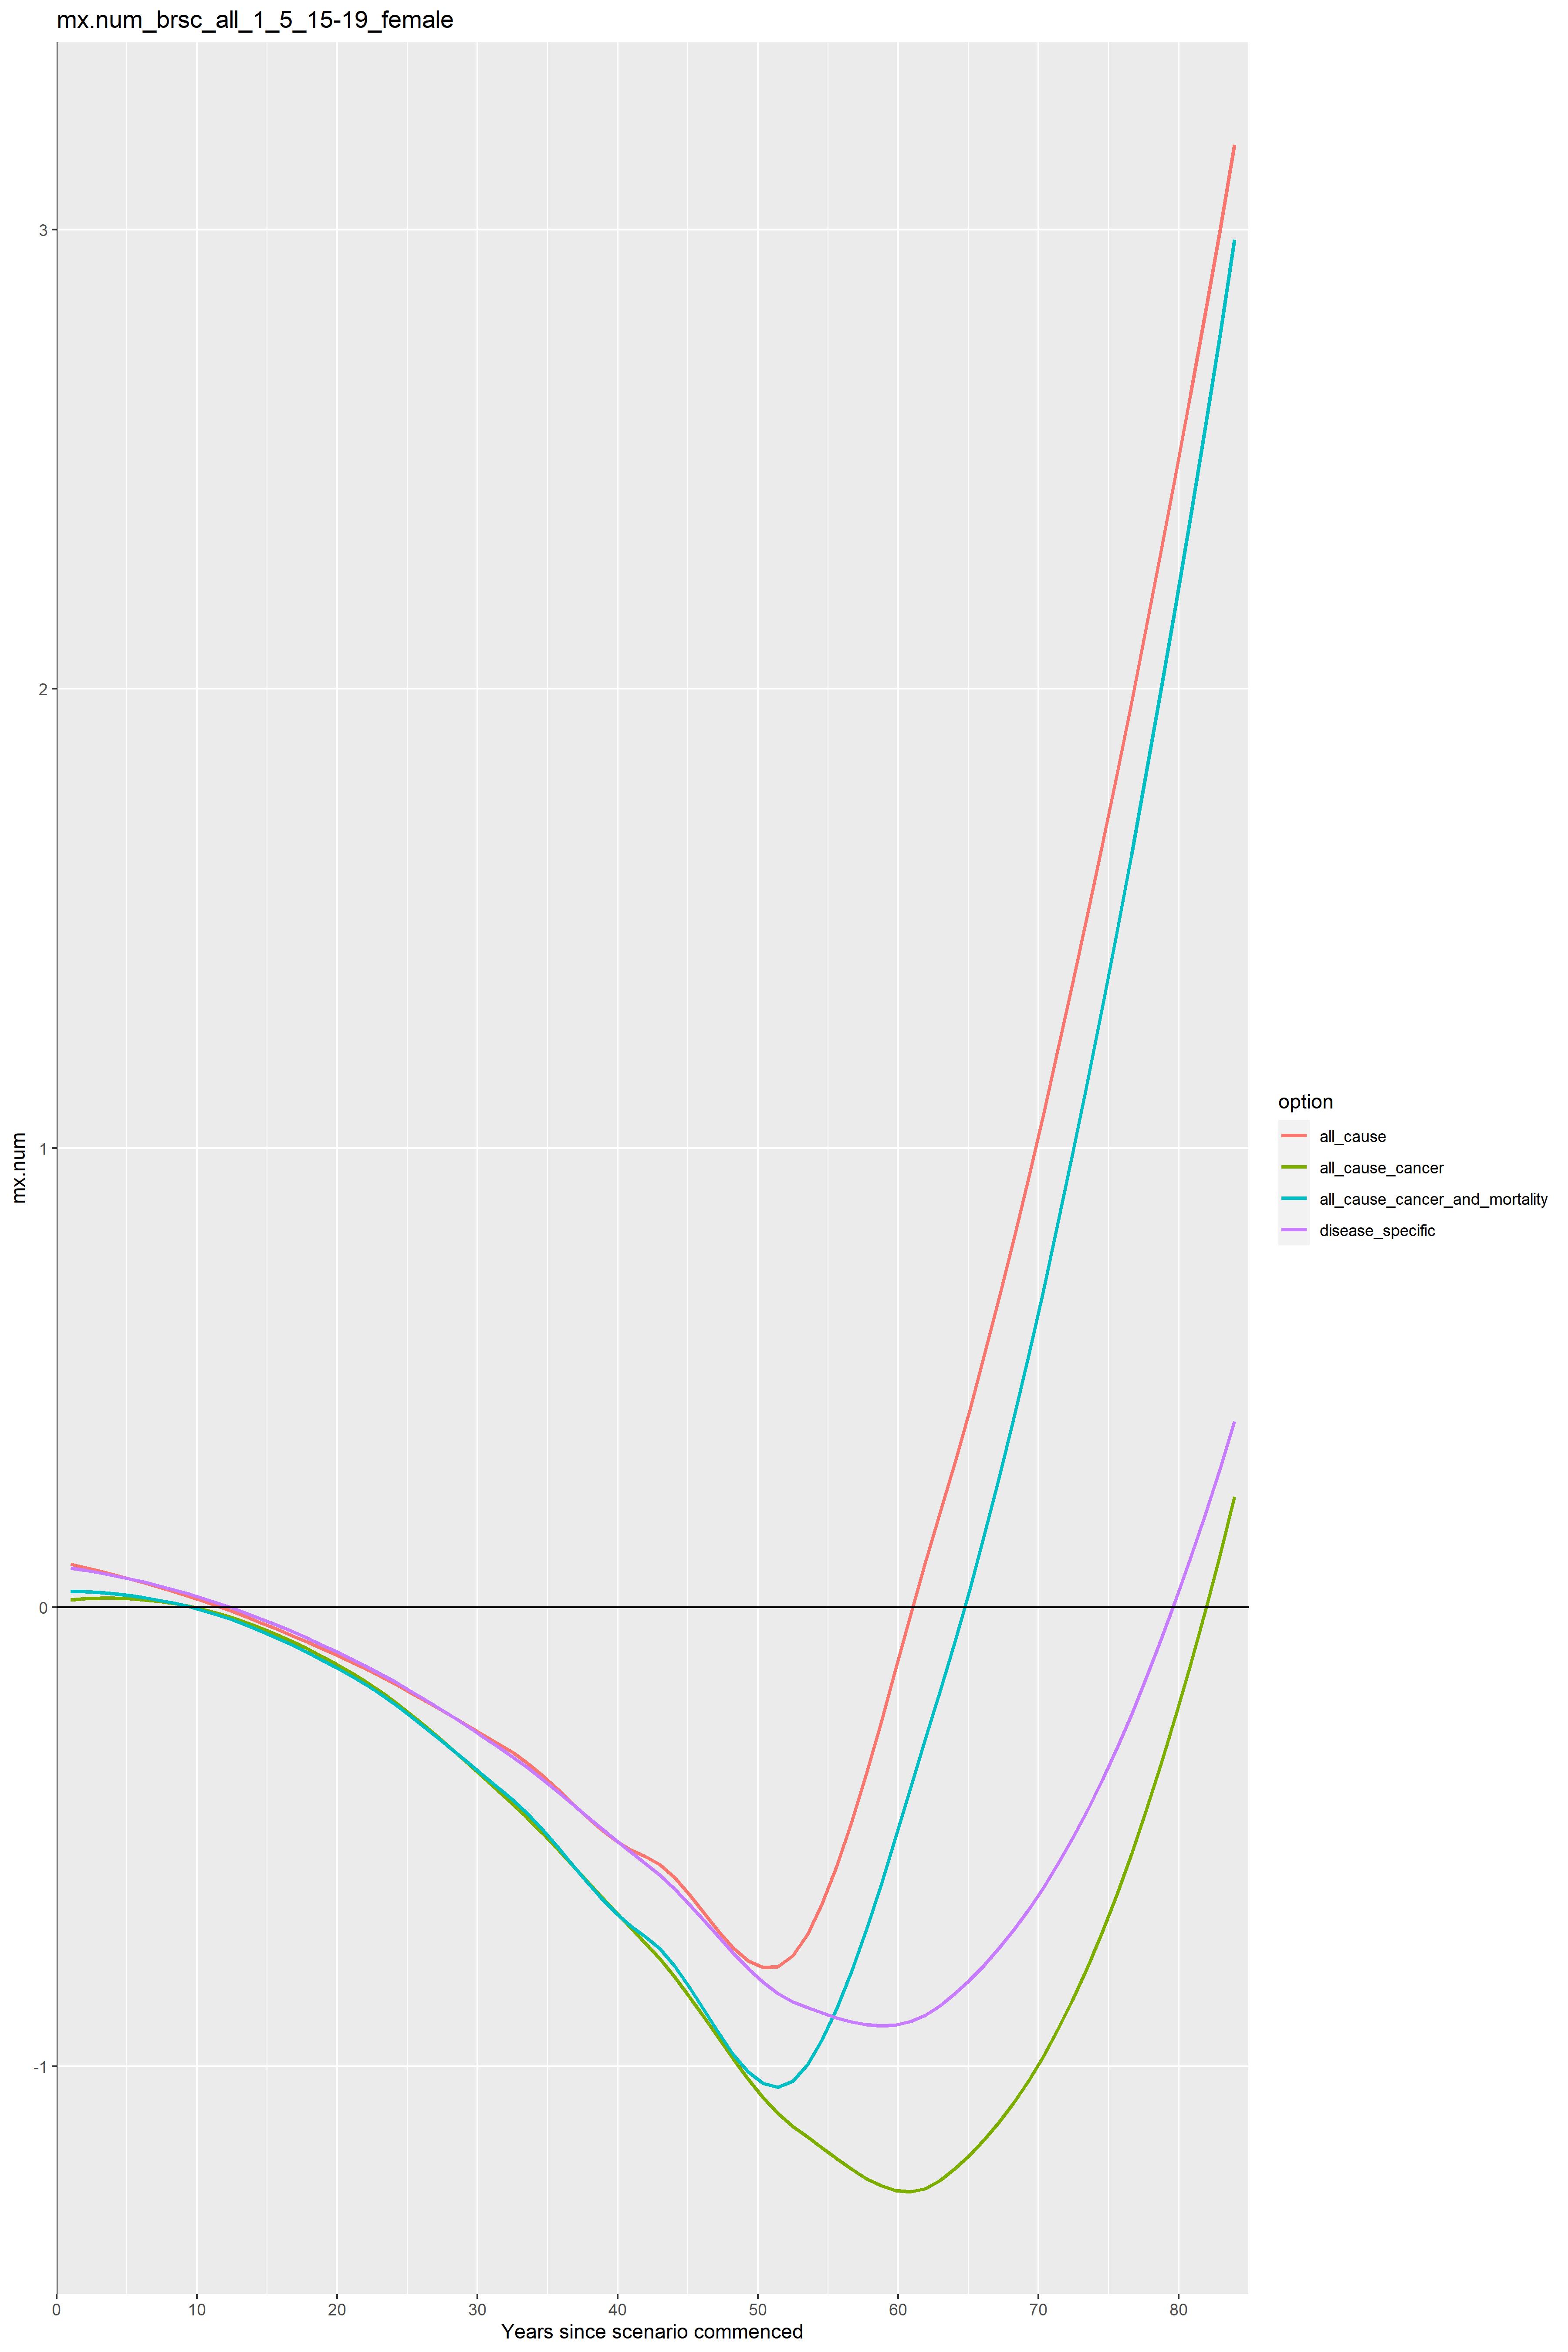 mx.num_brsc_all_1_5_15-19_female
mx.num
3
2
1
0
-1
0 10 20 30 40 50 60 70 80
Years since scenario commenced
option
all_cause
all_cause_cancer
all_cause_cancer_and_mortality
disease_specific